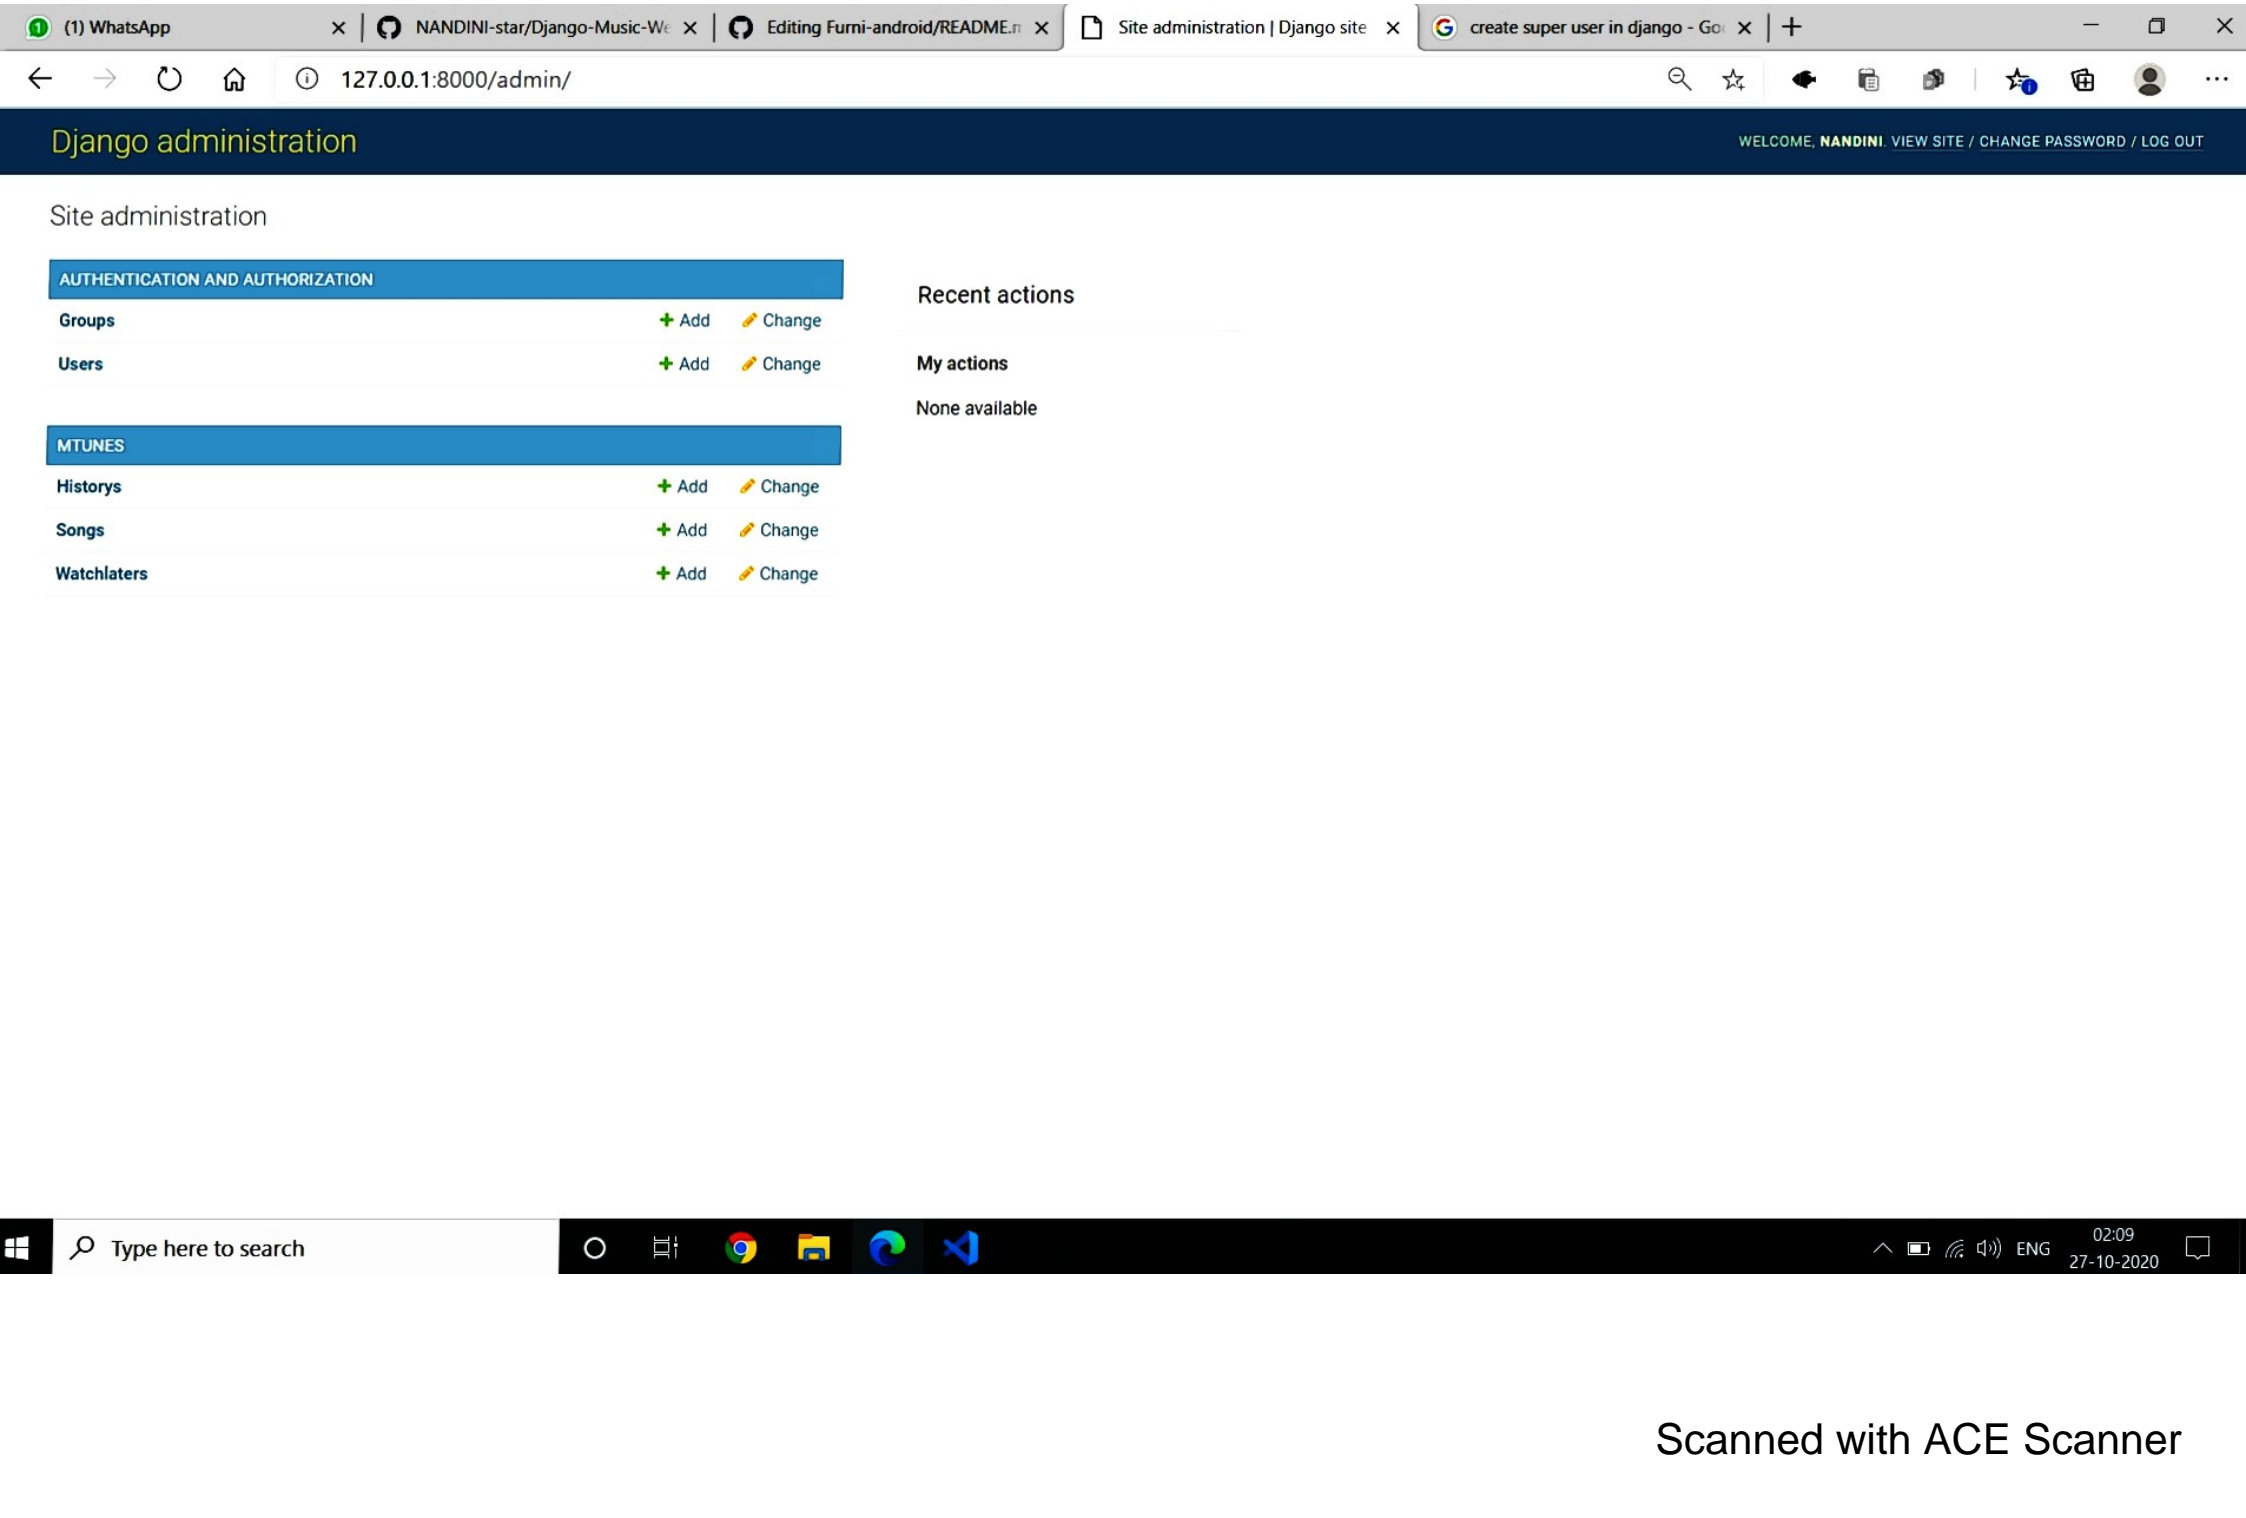 (1) WhatsApp
NANDINI-star/Django-Music-We
Editing Furni-android/README.m
Site administration | Django site
create super user in django - Goo
127.0.0.1:8000/admin/
Django administration
WELCOME, NANDINI. VIEW SITE / CHANGE PASSWORD / LOG OUT
Site administration
AUTHENTICATION AND AUTHORIZATION
Groups + Add Change
Users + Add Change
MTUNES
Historys + Add Change
Songs + Add Change
Watchlaters + Add Change
Recent actions
My actions
None available
Type here to search
ENG
02:09
27-10-2020
Scanned with ACE Scanner